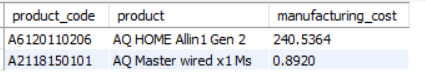 product_code product manufacturing_cost
A6120110206 AQ HOME Allin1 Gen 2 240.5364
A2118150101 AQ Master wired x1 Ms 0.8920